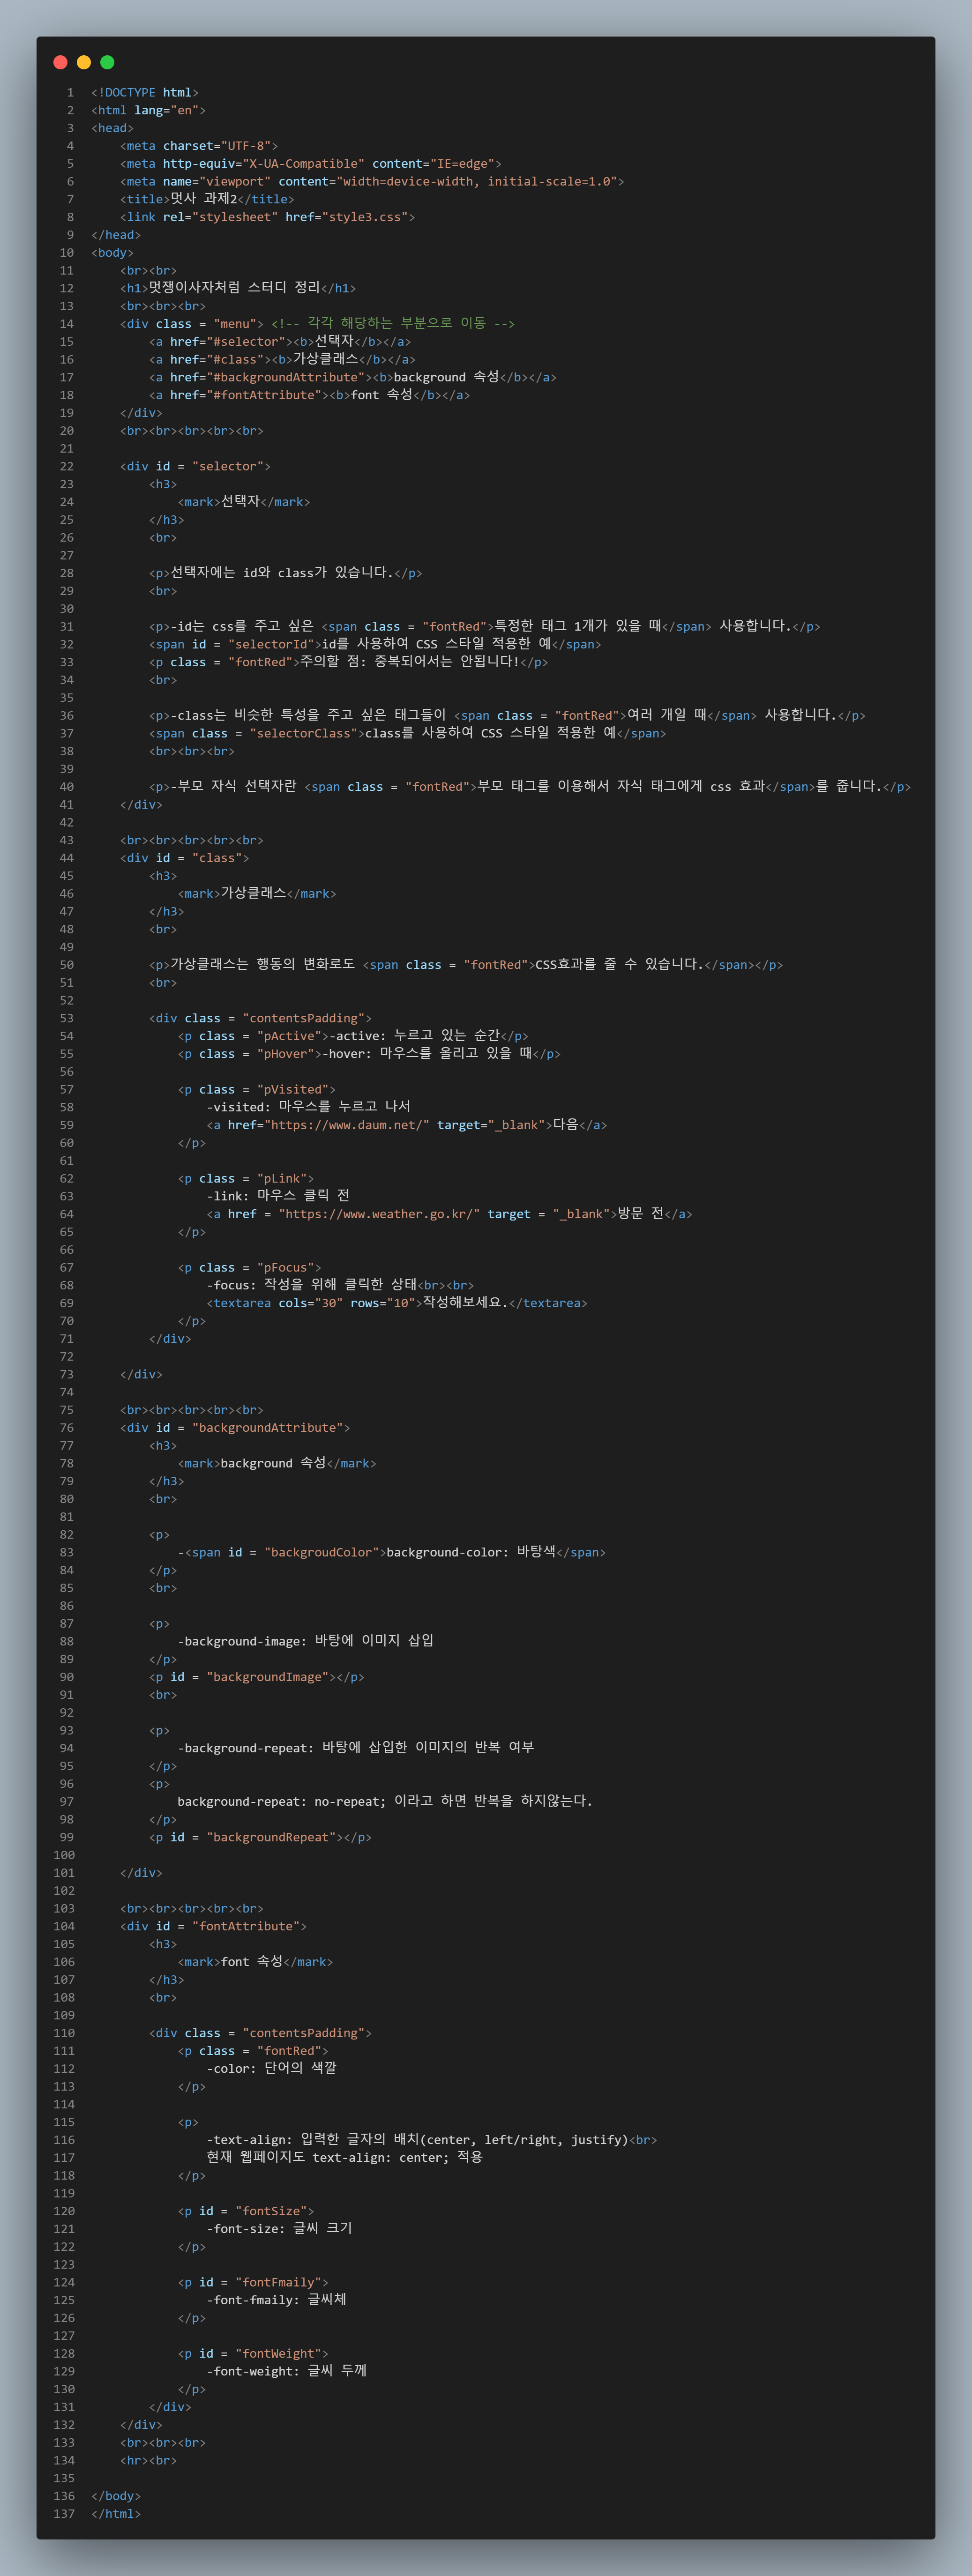 1 <!DOCTYPE html>
2 <html lang="en">
3 <head>
4     <meta charset="UTF-8">
5     <meta http-equiv="X-UA-Compatible" content="IE=edge">
6     <meta name="viewport" content="width=device-width, initial-scale=1.0">
7     <title>멋사 과제2</title>
8     <link rel="stylesheet" href="style3.css">
9 </head>
10 <body>
11     <br><br>
12     <h1>멋쟁이사자처럼 스터디 정리</h1>
13     <br><br><br>
14     <div class = "menu"> <!-- 각각 해당하는 부분으로 이동 -->
15         <a href="#selector"><b>선택자</b></a>
16         <a href="#class"><b>가상클래스</b></a>
17         <a href="#backgroundAttribute"><b>background 속성</b></a>
18         <a href="#fontAttribute"><b>font 속성</b></a>
19     </div>
20     <br><br><br><br><br>
21
22     <div id = "selector">
23         <h3>
24             <mark>선택자</mark>
25         </h3>
26         <br>
27
28         <p>선택자에는 id와 class가 있습니다.</p>
29         <br>
30
31         <p>-id는 css를 주고 싶은 <span class = "fontRed">특정한 태그 1개가 있을 때</span> 사용합니다.</p>
32         <span id = "selectorId">id를 사용하여 CSS 스타일 적용한 예</span>
33         <p class = "fontRed">주의할 점: 중복되어서는 안됩니다!</p>
34         <br>
35
36         <p>-class는 비슷한 특성을 주고 싶은 태그들이 <span class = "fontRed">여러 개일 때</span> 사용합니다.</p>
37         <span class = "selectorClass">class를 사용하여 CSS 스타일 적용한 예</span>
38         <br><br><br>
39
40         <p>-부모 자식 선택자란 <span class = "fontRed">부모 태그를 이용해서 자식 태그에게 css 효과</span>를 줍니다.</p>
41     </div>
42
43     <br><br><br><br><br>
44     <div id = "class">
45         <h3>
46             <mark>가상클래스</mark>
47         </h3>
48         <br>
49
50         <p>가상클래스는 행동의 변화로도 <span class = "fontRed">CSS효과를 줄 수 있습니다.</span></p>
51         <br>
52
53         <div class = "contentsPadding">
54             <p class = "pActive">-active: 누르고 있는 순간</p>
55             <p class = "pHover">-hover: 마우스를 올리고 있을 때</p>
56
57             <p class = "pVisited">
58                 -visited: 마우스를 누르고 나서
59                 <a href="https://www.daum.net/" target="_blank">다음</a>
60             </p>
61
62             <p class = "pLink">
63                 -link: 마우스 클릭 전
64                 <a href = "https://www.weather.go.kr/" target = "_blank">방문 전</a>
65             </p>
66
67             <p class = "pFocus">
68                 -focus: 작성을 위해 클릭한 상태<br><br>
69                 <textarea cols="30" rows="10">작성해보세요.</textarea>
70             </p>
71         </div>
72
73     </div>
74
75     <br><br><br><br><br>
76     <div id = "backgroundAttribute">
77         <h3>
78             <mark>background 속성</mark>
79         </h3>
80         <br>
81
82         <p>
83             -<span id = "backgroudColor">background-color: 바탕색</span>
84         </p>
85         <br>
86
87         <p>
88             -background-image: 바탕에 이미지 삽입
89         </p>
90         <p id = "backgroundImage"></p>
91         <br>
92
93         <p>
94             -background-repeat: 바탕에 삽입한 이미지의 반복 여부
95         </p>
96         <p>
97             background-repeat: no-repeat; 이라고 하면 반복을 하지않는다.
98         </p>
99         <p id = "backgroundRepeat"></p>
100
101     </div>
102
103     <br><br><br><br><br>
104     <div id = "fontAttribute">
105         <h3>
106             <mark>font 속성</mark>
107         </h3>
108         <br>
109
110         <div class = "contentsPadding">
111             <p class = "fontRed">
112                 -color: 단어의 색깔
113             </p>
114
115             <p>
116                 -text-align: 입력한 글자의 배치(center, left/right, justify)<br>
117                 현재 웹페이지도 text-align: center; 적용
118             </p>
119
120             <p id = "fontSize">
121                 -font-size: 글씨 크기
122             </p>
123
124             <p id = "fontFmaily">
125                 -font-fmaily: 글씨체
126             </p>
127
128             <p id = "fontWeight">
129                 -font-weight: 글씨 두께
130             </p>
131         </div>
132     </div>
133     <br><br><br>
134     <hr><br>
135
136 </body>
137 </html>